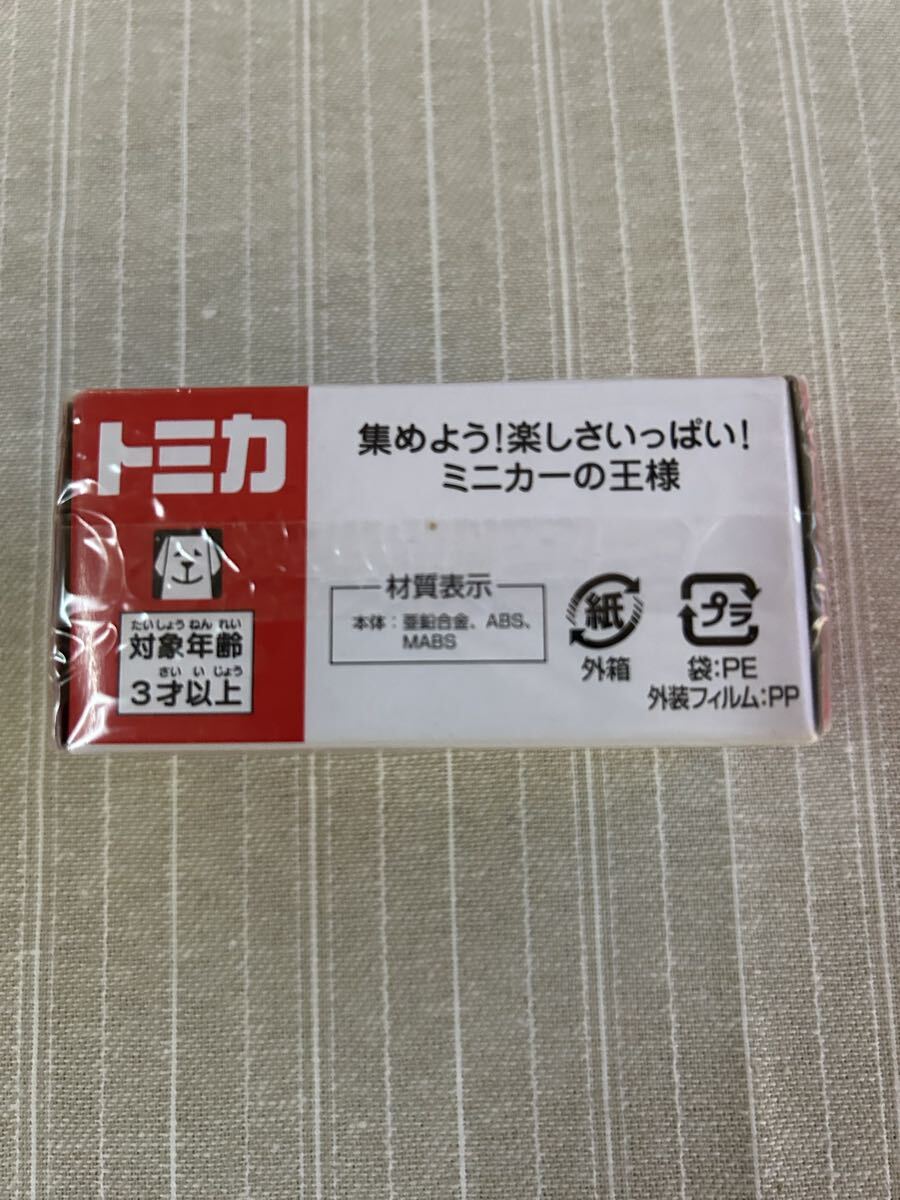 トミカ
集めよう!楽しさいっぱい!
ミニカーの王様
たいしょうねんれい
対象年齢
さいいじょう
3才以上
材質表示
本体:亜鉛合金、ABS、
MABS
紙
外箱
プラ
袋:PE
外装フィルム:PP